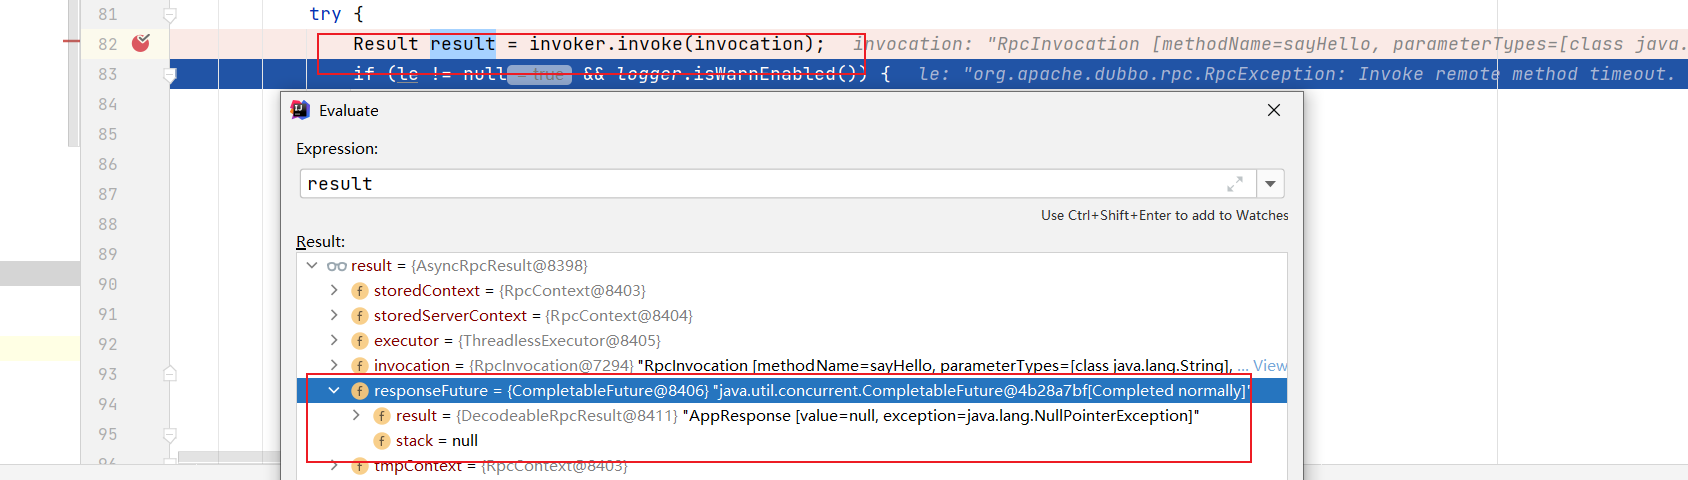 81 try {
82 Result result = invoker.invoke(invocation); invocation: "RpcInvocation [methodName=sayHello, parameterTypes=[class java.
83 if (le != null = true && logger.isWarnEnabled()) { le: "org.apache.dubbo.rpc.RpcException: Invoke remote method timeout.
84
85
86
87
88
89
90
91
92
93
94
95
Evaluate
Expression:
result
Use Ctrl+Shift+Enter to add to Watches
Result:
result = {AsyncRpcResult@8398}
f storedContext = {RpcContext@8403}
f storedServerContext = {RpcContext@8404}
f executor = {ThreadlessExecutor@8405}
f invocation = {RpcInvocation@7294} "RpcInvocation [methodName=sayHello, parameterTypes=[class java.lang.String], ... View
f responseFuture = {CompletableFuture@8406} "java.util.concurrent.CompletableFuture@4b28a7bf[Completed normally]"
f result = {DecodeableRpcResult@8411} "AppResponse [value=null, exception=java.lang.NullPointerException]"
f stack = null
f tmpContext = {RpcContext@8403}